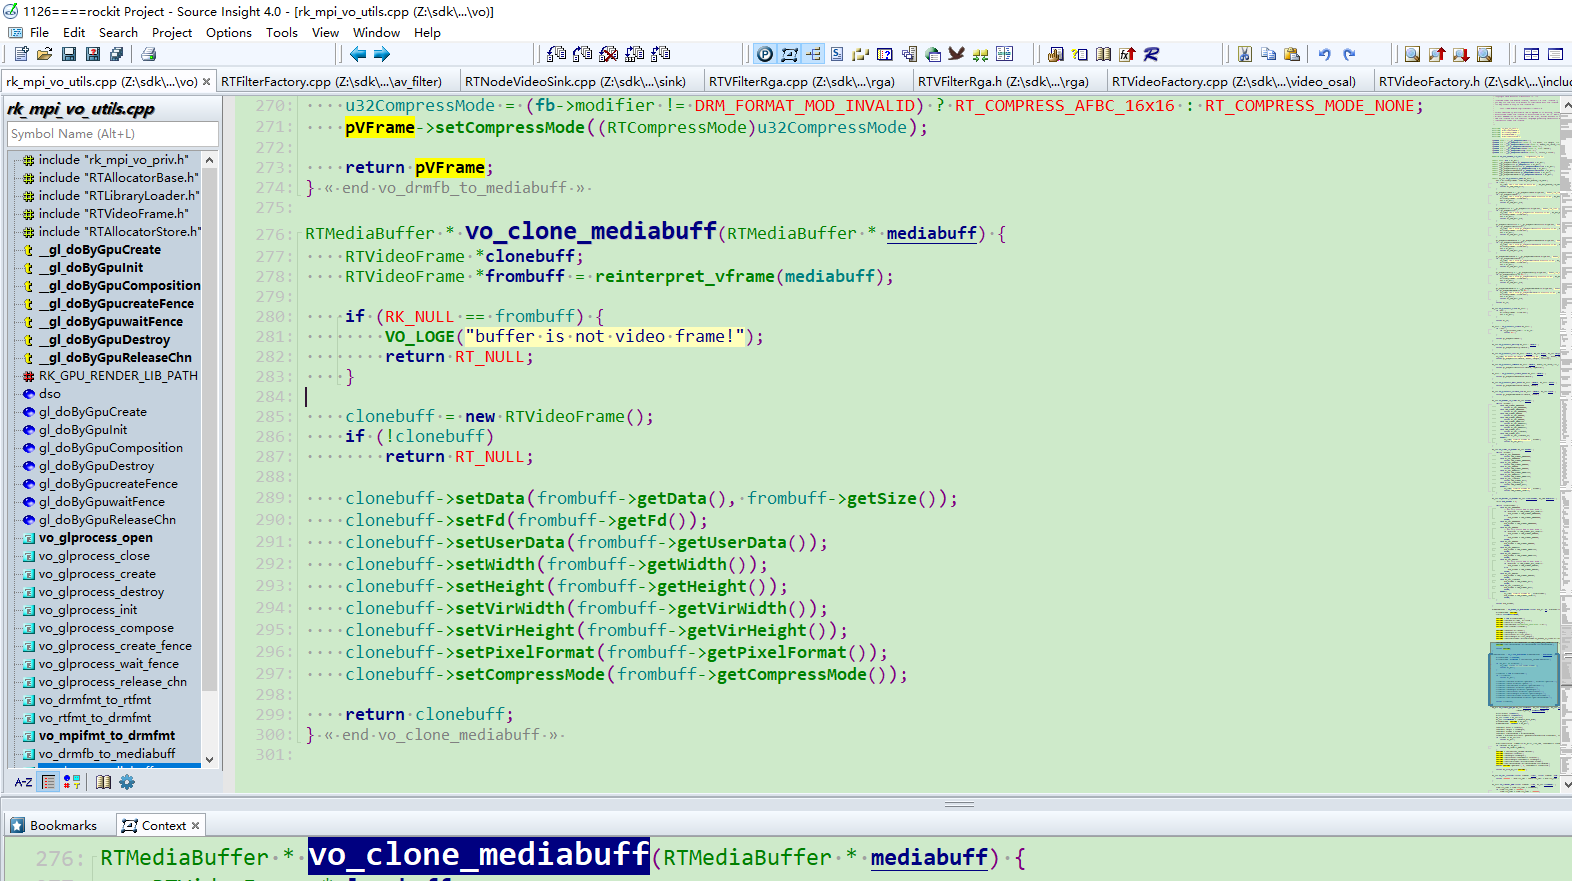 1126====rockit Project - Source Insight 4.0 - [rk_mpi_vo_utils.cpp (Z:\sdk\...\vo)]
File Edit Search Project Options Tools View Window Help
rk_mpi_vo_utils.cpp (Z:\sdk\...\vo) × RTFilterFactory.cpp (Z:\sdk\...\av_filter) RTNodeVideoSink.cpp (Z:\sdk\...\sink) RTVFilterRga.cpp (Z:\sdk\...\rga) RTVFilterRga.h (Z:\sdk\...\rga) RTVideoFactory.cpp (Z:\sdk\...\video_osal) RTVideoFactory.h (Z:\sdk\...\inclu
rk_mpi_vo_utils.cpp
Symbol Name (Alt+L)
include "rk_mpi_vo_priv.h"
include "RTAllocatorBase.h"
include "RTLibraryLoader.h"
include "RTVideoFrame.h"
include "RTAllocatorStore.h"
__gl_doByGpuCreate
__gl_doByGpuInit
__gl_doByGpuComposition
__gl_doByGpucreateFence
__gl_doByGpuwaitFence
__gl_doByGpuDestroy
__gl_doByGpuReleaseChn
RK_GPU_RENDER_LIB_PATH
dso
gl_doByGpuCreate
gl_doByGpuInit
gl_doByGpuComposition
gl_doByGpuDestroy
gl_doByGpucreateFence
gl_doByGpuwaitFence
gl_doByGpuReleaseChn
vo_glprocess_open
vo_glprocess_close
vo_glprocess_create
vo_glprocess_destroy
vo_glprocess_init
vo_glprocess_compose
vo_glprocess_create_fence
vo_glprocess_wait_fence
vo_glprocess_release_chn
vo_drmfmt_to_rtfmt
vo_rtfmt_to_drmfmt
vo_mpifmt_to_drmfmt
vo_drmfb_to_mediabuff
A-Z
270: u32CompressMode = (fb->modifier != DRM_FORMAT_MOD_INVALID) ? RT_COMPRESS_AFBC_16x16 : RT_COMPRESS_MODE_NONE;
271: pVFrame->setCompressMode((RTCompressMode)u32CompressMode);
272:
273: return pVFrame;
274: } « end vo_drmfb_to_mediabuff »
275:
276: RTMediaBuffer * vo_clone_mediabuff(RTMediaBuffer * mediabuff) {
277: RTVideoFrame *clonebuff;
278: RTVideoFrame *frombuff = reinterpret_vframe(mediabuff);
279:
280: if (RK_NULL == frombuff) {
281: VO_LOGE("buffer is not video frame!");
282: return RT_NULL;
283: }
284:
285: clonebuff = new RTVideoFrame();
286: if (!clonebuff)
287: return RT_NULL;
288:
289: clonebuff->setData(frombuff->getData(), frombuff->getSize());
290: clonebuff->setFd(frombuff->getFd());
291: clonebuff->setUserData(frombuff->getUserData());
292: clonebuff->setWidth(frombuff->getWidth());
293: clonebuff->setHeight(frombuff->getHeight());
294: clonebuff->setVirWidth(frombuff->getVirWidth());
295: clonebuff->setVirHeight(frombuff->getVirHeight());
296: clonebuff->setPixelFormat(frombuff->getPixelFormat());
297: clonebuff->setCompressMode(frombuff->getCompressMode());
298:
299: return clonebuff;
300: } « end vo_clone_mediabuff »
301:
Bookmarks Context ×
276: RTMediaBuffer * vo_clone_mediabuff(RTMediaBuffer * mediabuff) {